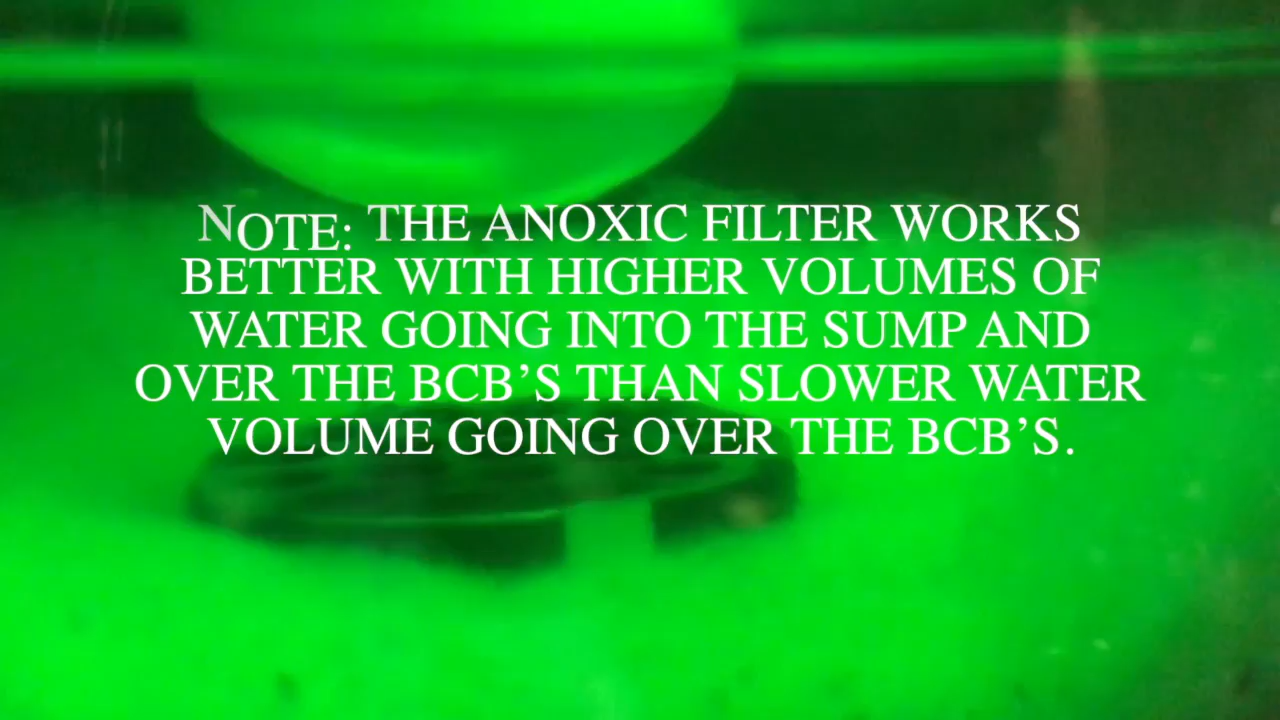 NOTE: THE ANOXIC FILTER WORKS
BETTER WITH HIGHER VOLUMES OF
WATER GOING INTO THE SUMP AND
OVER THE BCB’S THAN SLOWER WATER
VOLUME GOING OVER THE BCB’S.